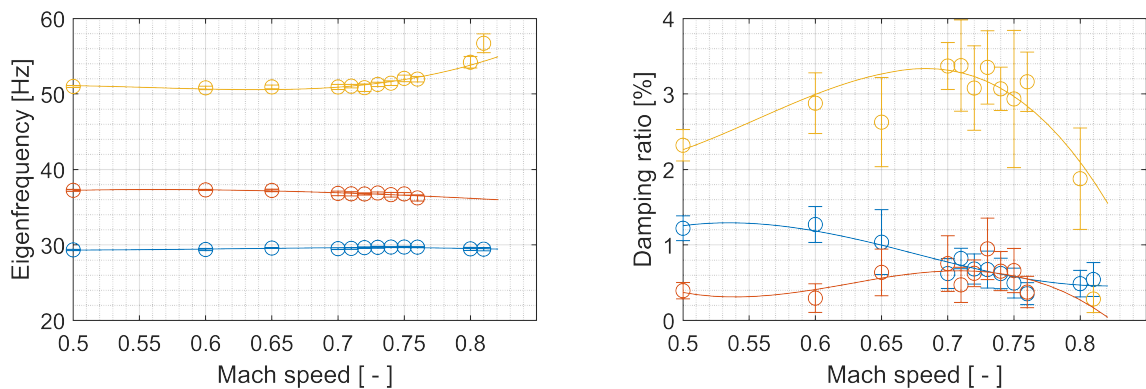 60
50
40
30
20
Eigenfrequency [Hz]
0.5 0.55 0.6 0.65 0.7 0.75 0.8
Mach speed [ - ]
4
3
2
1
0
Damping ratio [%]
0.5 0.55 0.6 0.65 0.7 0.75 0.8
Mach speed [ - ]